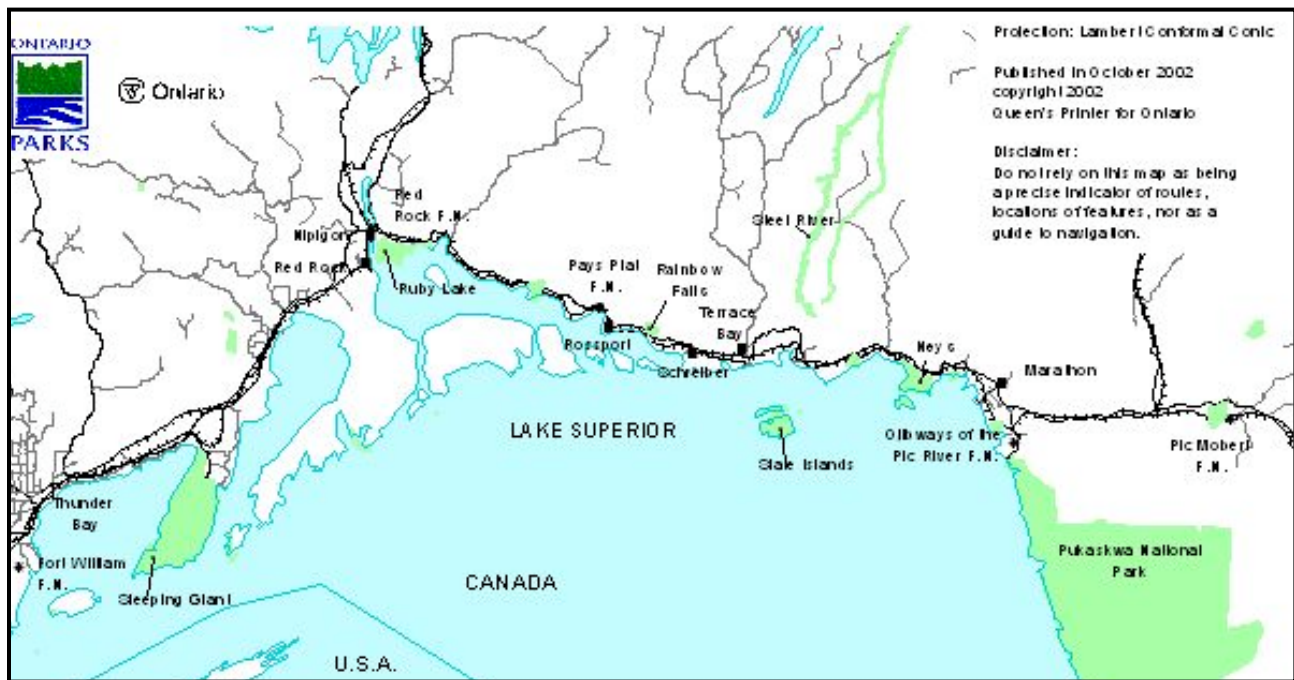 ONTARIO
PARKS
Ontario
Projection: Lambert Conformal Conic
Published in October 2002
copyright 2002
Queen's Printer for Ontario
Disclaimer:
Do not rely on this map as being
a precise indicator of routes,
locations of features, nor as a
guide to navigation.
Red
Rock F.N.
Nipigon
Red Rock
Ruby Lake
Pays Plat
F.N.
Rainbow
Falls
Steel River
Terrace
Bay
Rossport
Schreiber
Neys
Marathon
LAKE SUPERIOR
Slate Islands
Ojibways of the
Pic River F.N.
Pic Mobert
F.N.
Thunder
Bay
Fort William
F.N.
Sleeping Giant
CANADA
U.S.A.
Pukaskwa National
Park